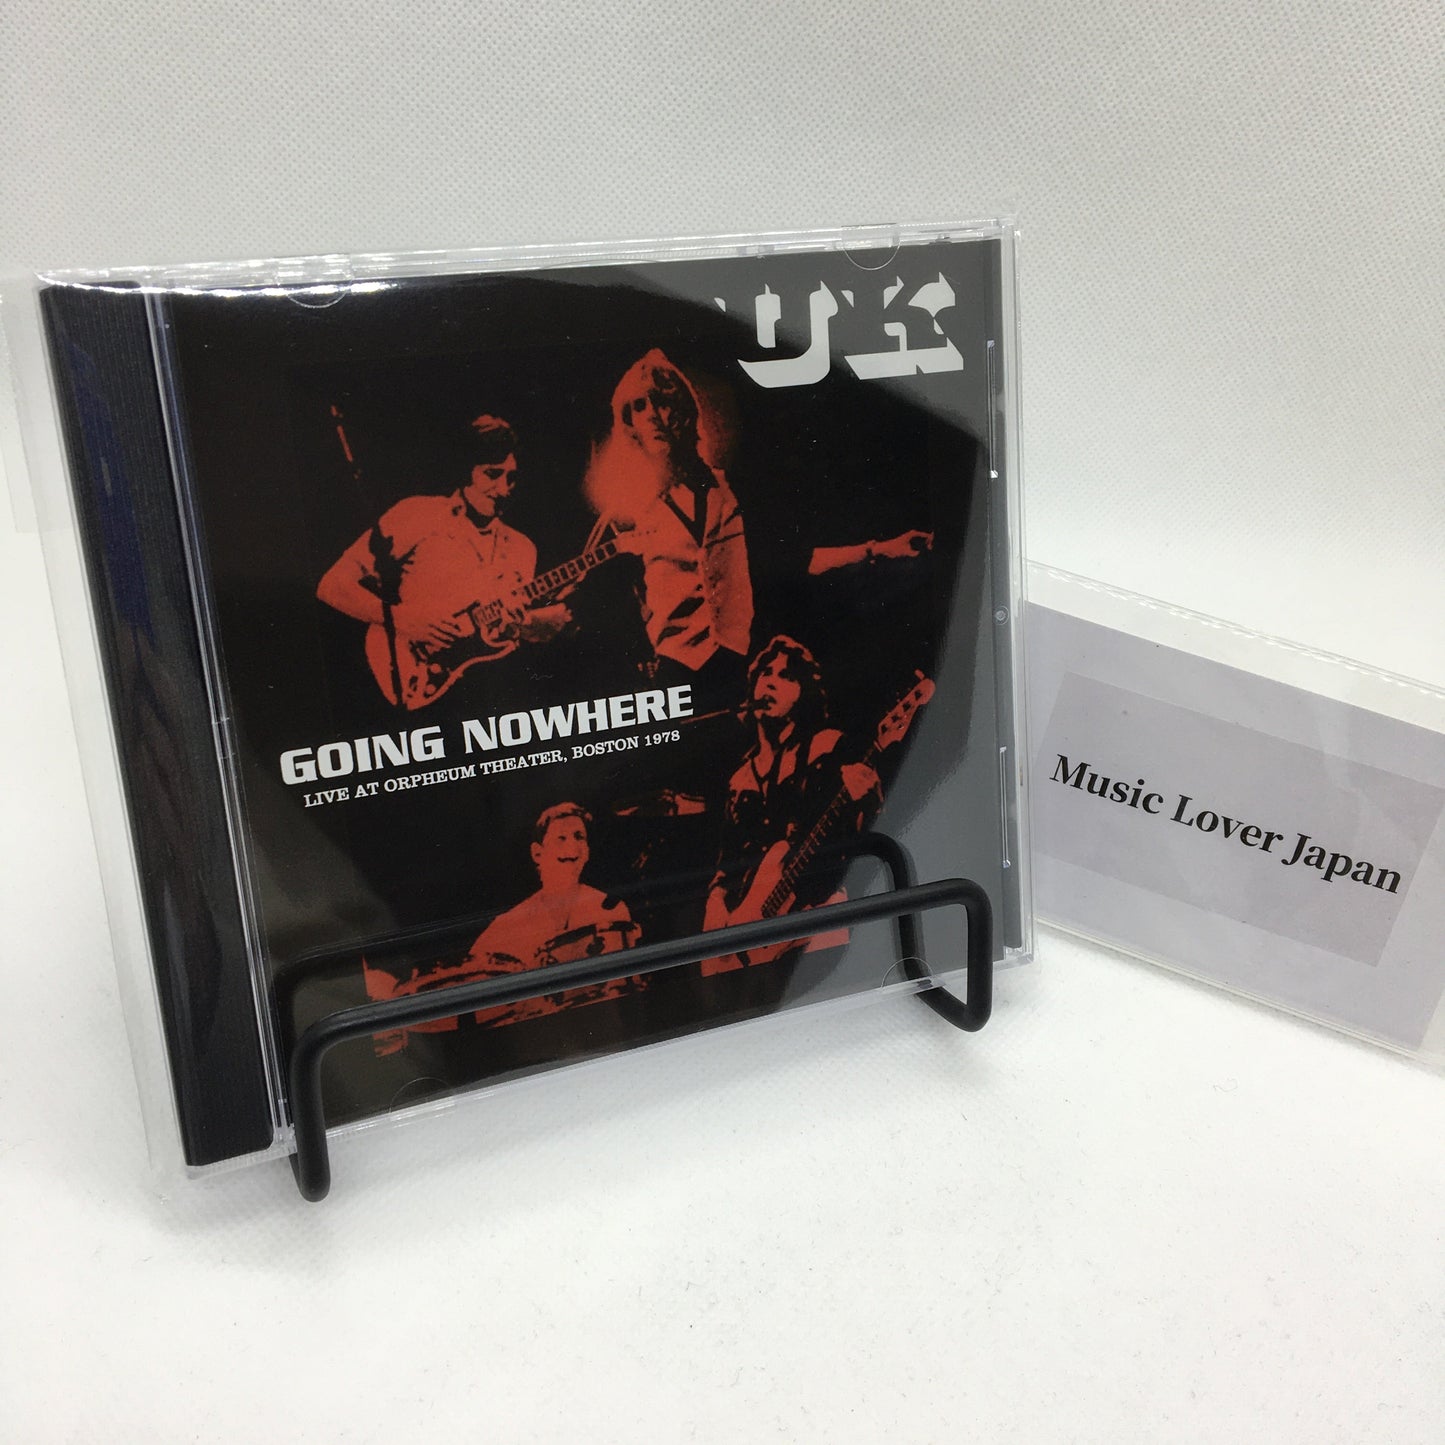 UK
GOING NOWHERE
LIVE AT ORPHEUM THEATER, BOSTON 1978
Music Lover Japan